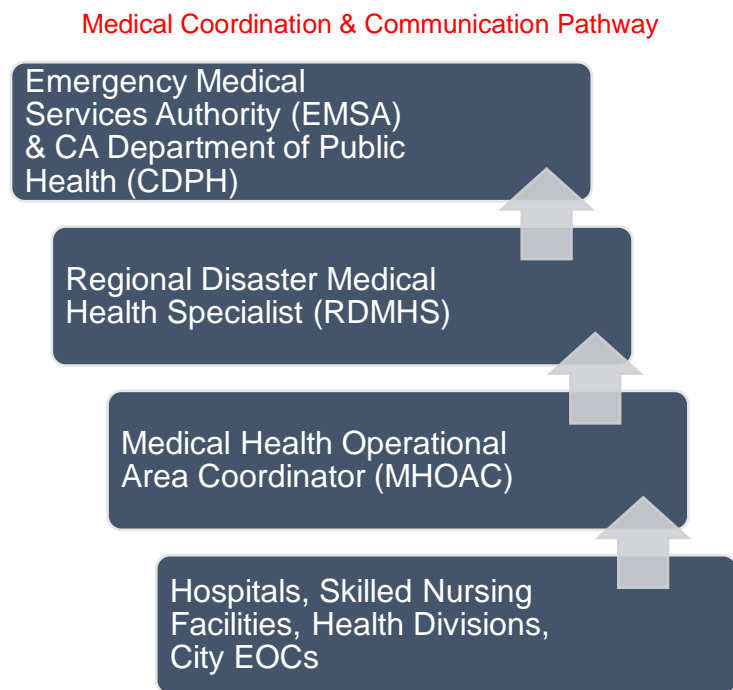 Medical Coordination & Communication Pathway
Emergency Medical
Services Authority (EMSA)
& CA Department of Public
Health (CDPH)
Regional Disaster Medical
Health Specialist (RDMHS)
Medical Health Operational
Area Coordinator (MHOAC)
Hospitals, Skilled Nursing
Facilities, Health Divisions,
City EOCs